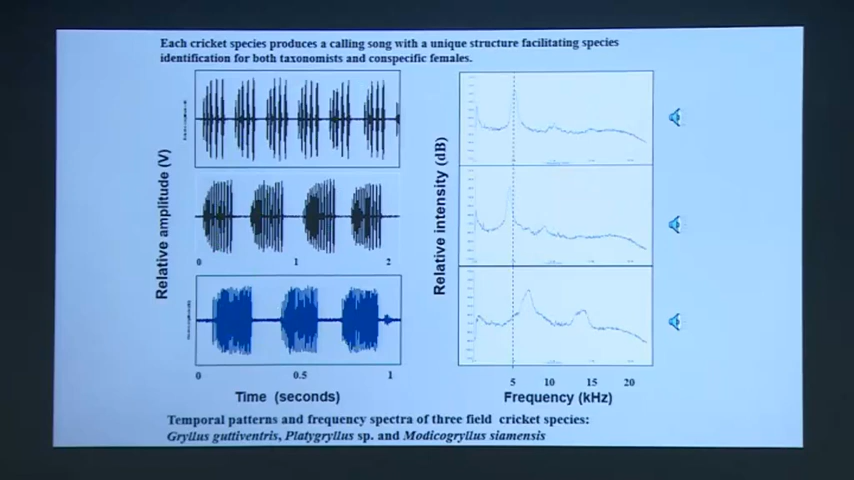 Each cricket species produces a calling song with a unique structure facilitating species
identification for both taxonomists and conspecific females.
Relative amplitude (V)
Relative intensity (dB)
0 1 2
0 0.5 1
5 10 15 20
Time (seconds)
Frequency (kHz)
Temporal patterns and frequency spectra of three field cricket species:
Gryllus guttiventris, Platygryllus sp. and Modicogryllus siamensis